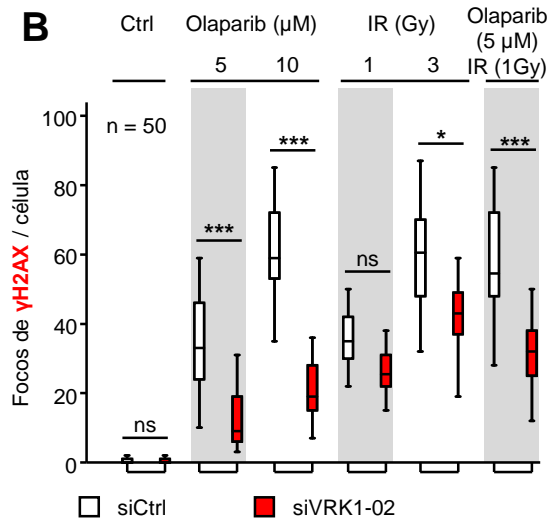 B
Ctrl
Olaparib (µM)
IR (Gy)
Olaparib
(5 µM)
IR (1Gy)
5
10
1
3
n = 50
***
***
ns
*
***
ns
100
80
60
40
20
0
Focos de γH2AX / célula
siCtrl
siVRK1-02